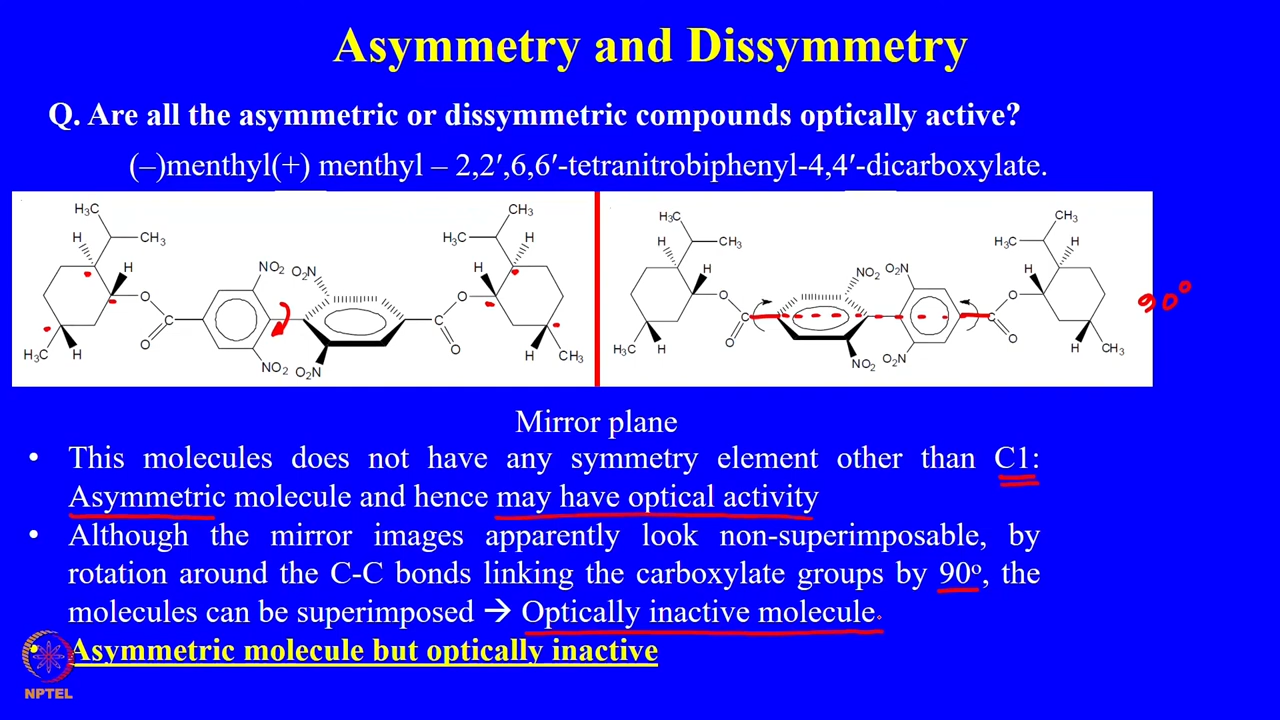 Asymmetry and Dissymmetry
Q. Are all the asymmetric or dissymmetric compounds optically active?
(–)menthyl(+) menthyl – 2,2′,6,6′-tetranitrobiphenyl-4,4′-dicarboxylate.
H₃C CH₃ H₃C CH₃
H CH₃ H₃C H H CH₃ H₃C H
H NO₂ O₂N H H NO₂ O₂N H
O O O O
C C C C
O O O O
H₃C H NO₂ O₂N H CH₃ H₃C H NO₂ O₂N H CH₃
90°
Mirror plane
• This molecules does not have any symmetry element other than C1:
Asymmetric molecule and hence may have optical activity
• Although the mirror images apparently look non-superimposable, by
rotation around the C-C bonds linking the carboxylate groups by 90º, the
molecules can be superimposed → Optically inactive molecule.
• Asymmetric molecule but optically inactive
NPTEL